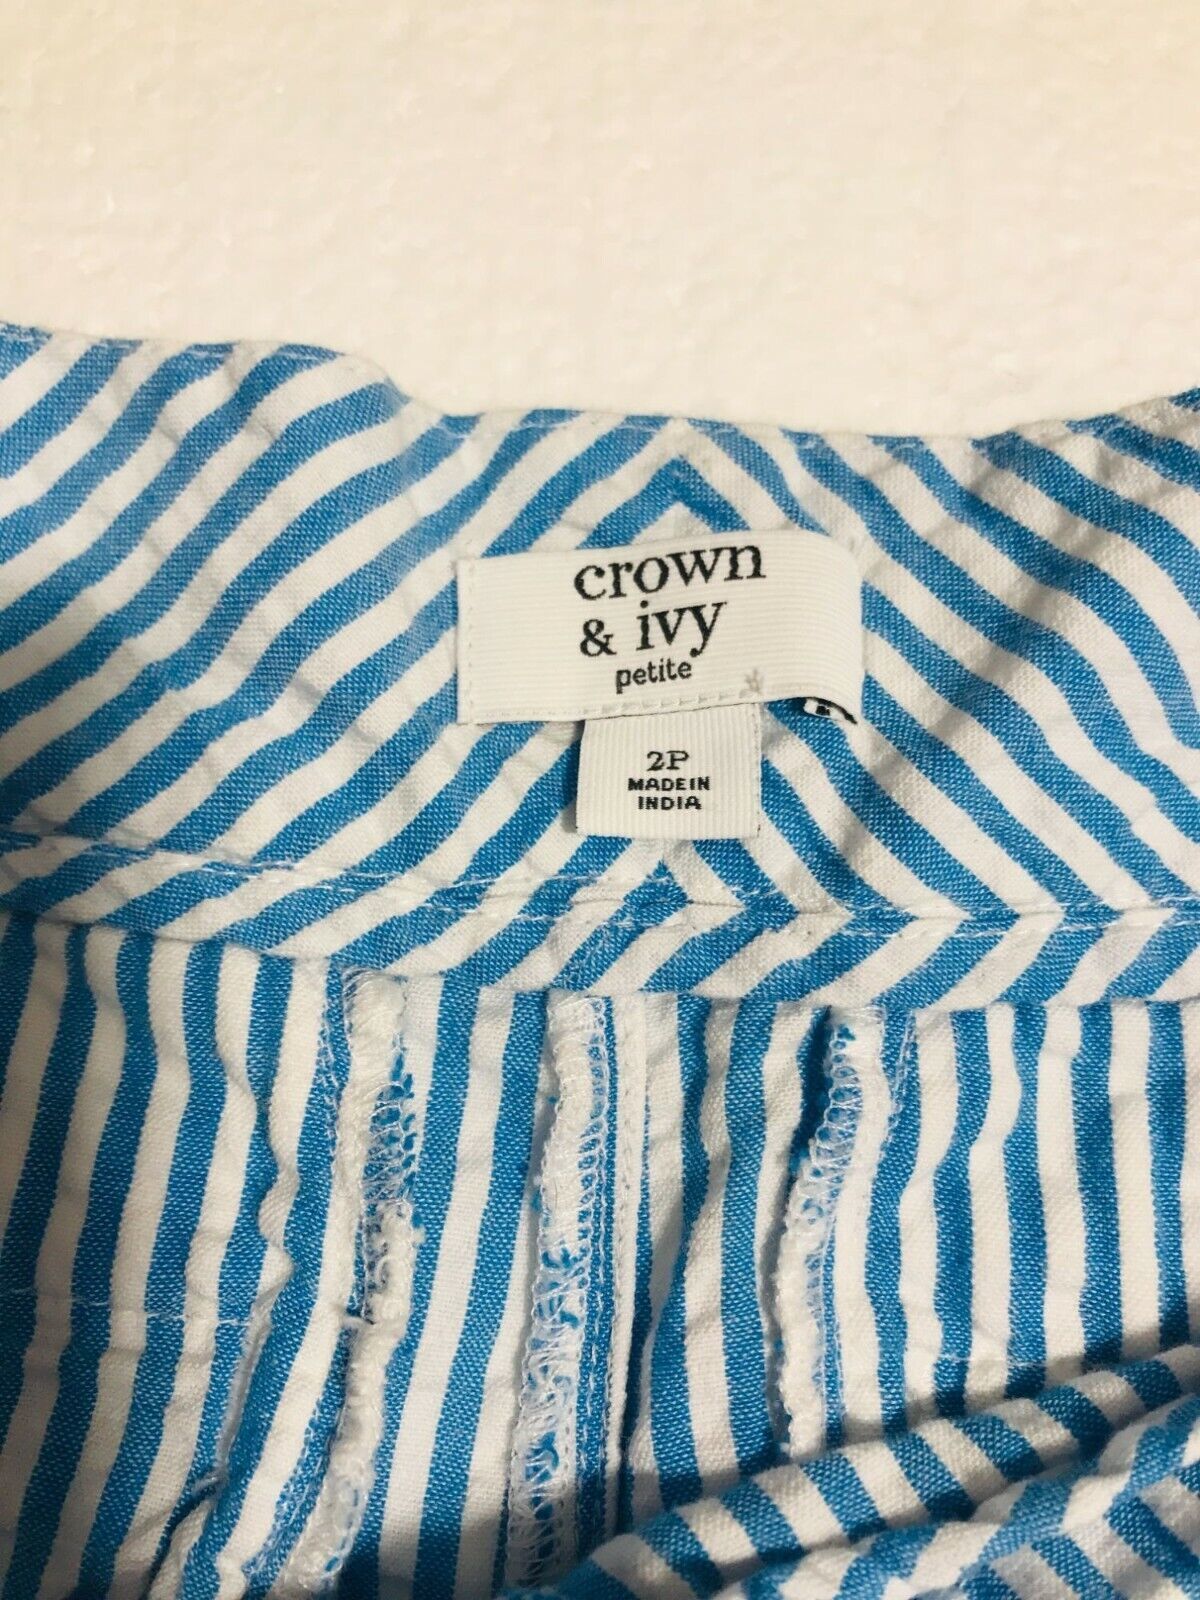 crown
& ivy
petite
2P
MADE IN
INDIA